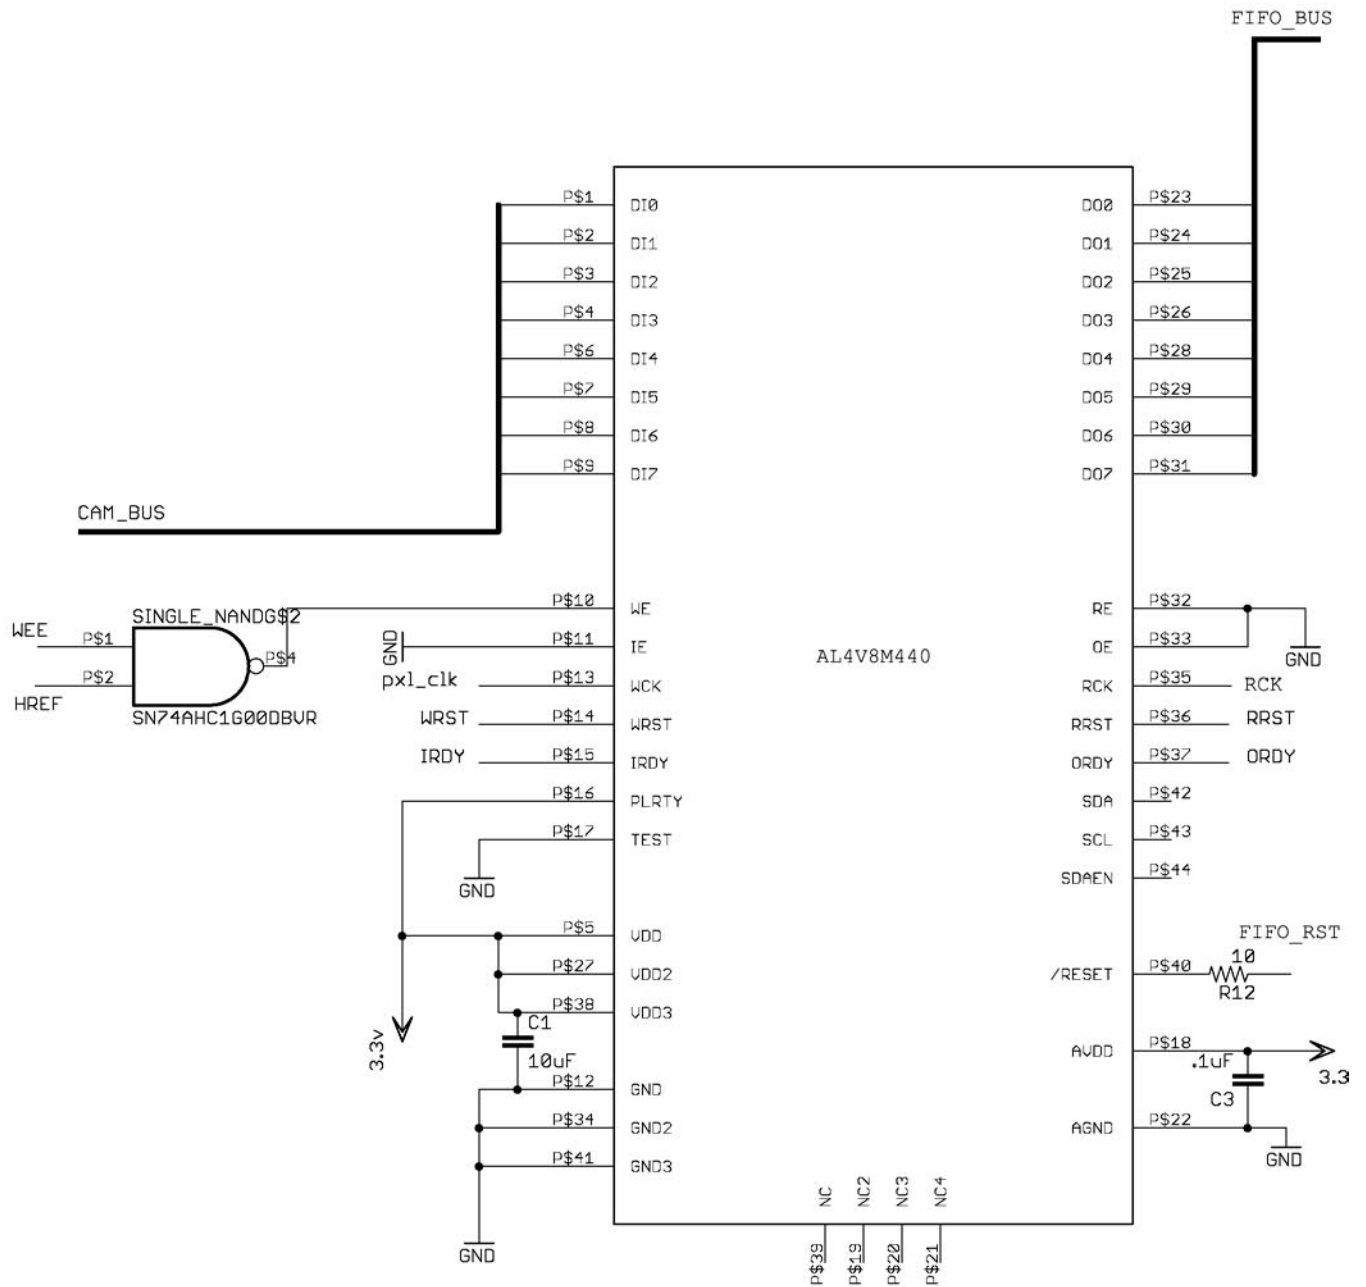 FIFO_BUS
P$1 DI0 DO0 P$23
P$2 DI1 DO1 P$24
P$3 DI2 DO2 P$25
P$4 DI3 DO3 P$26
P$6 DI4 DO4 P$28
P$7 DI5 DO5 P$29
P$8 DI6 DO6 P$30
P$9 DI7 DO7 P$31
CAM_BUS
SINGLE_NANDG$2
P$10 WE RE P$32
WEE P$1
P$4
P$2
HREF
SN74AHC1G00DBVR
GND P$11 IE OE P$33
GND
AL4V8M440
pxl_clk P$13 WCK RCK P$35 RCK
WRST P$14 WRST RRST P$36 RRST
IRDY P$15 IRDY ORDY P$37 ORDY
P$16 PLRTY SDA P$42
P$17 TEST SCL P$43
GND
SDAEN P$44
P$5 VDD
FIFO_RST
P$27 VDD2 /RESET P$40 10
R12
P$38 VDD3
C1
3.3v
10uF
AVDD P$18 .1uF
3.3
C3
P$12 GND
P$34 GND2 AGND P$22
GND
P$41 GND3
GND
NC NC2 NC3 NC4
P$39 P$19 P$20 P$21